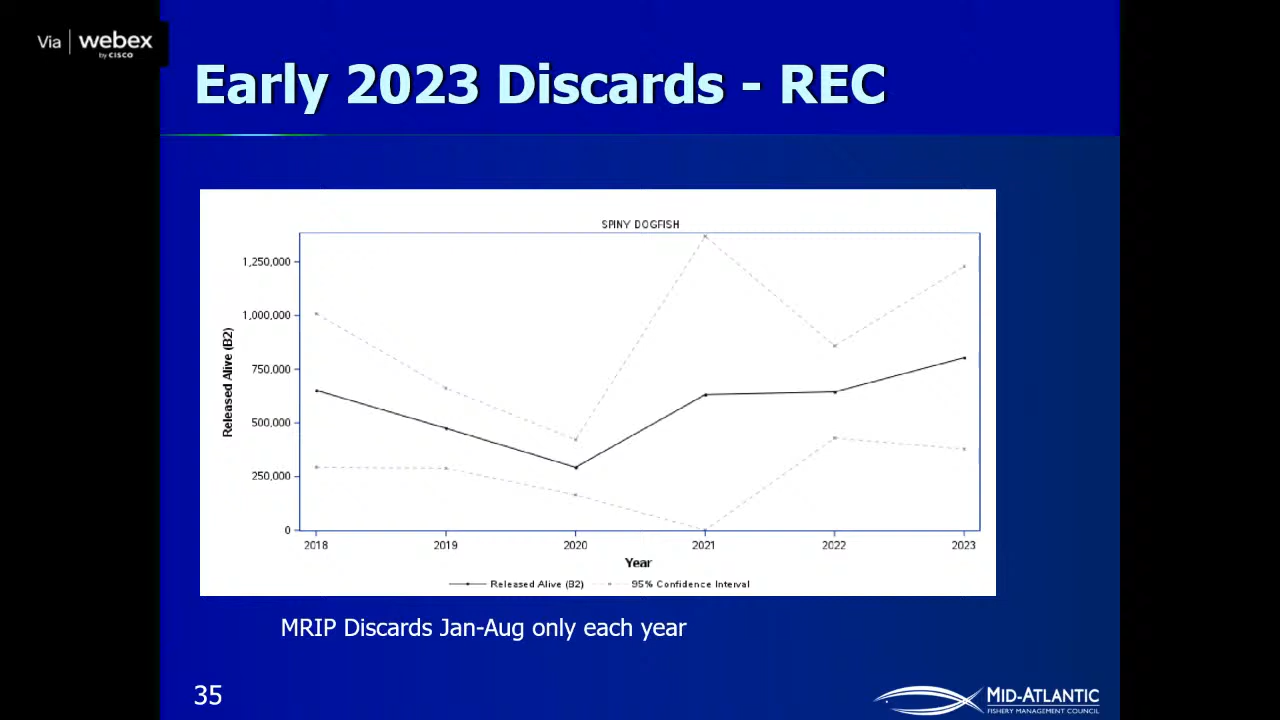 Via webex
by CISCO
Early 2023 Discards - REC
SPINY DOGFISH
1,250,000
1,000,000
750,000
500,000
250,000
0
Released Alive (B2)
2018 2019 2020 2021 2022 2023
Year
Released Alive (B2) 95% Confidence Interval
MRIP Discards Jan-Aug only each year
35
MID-ATLANTIC
FISHERY MANAGEMENT COUNCIL